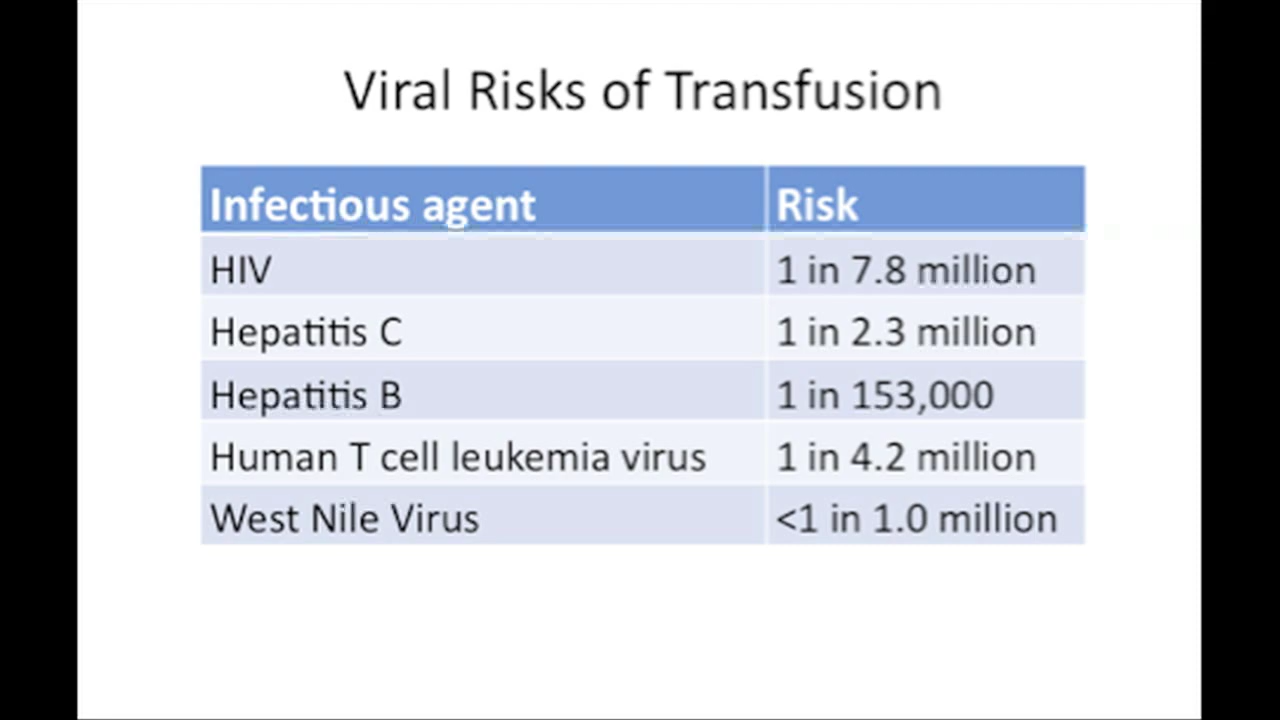 Viral Risks of Transfusion
Infectious agent Risk
HIV 1 in 7.8 million
Hepatitis C 1 in 2.3 million
Hepatitis B 1 in 153,000
Human T cell leukemia virus 1 in 4.2 million
West Nile Virus <1 in 1.0 million